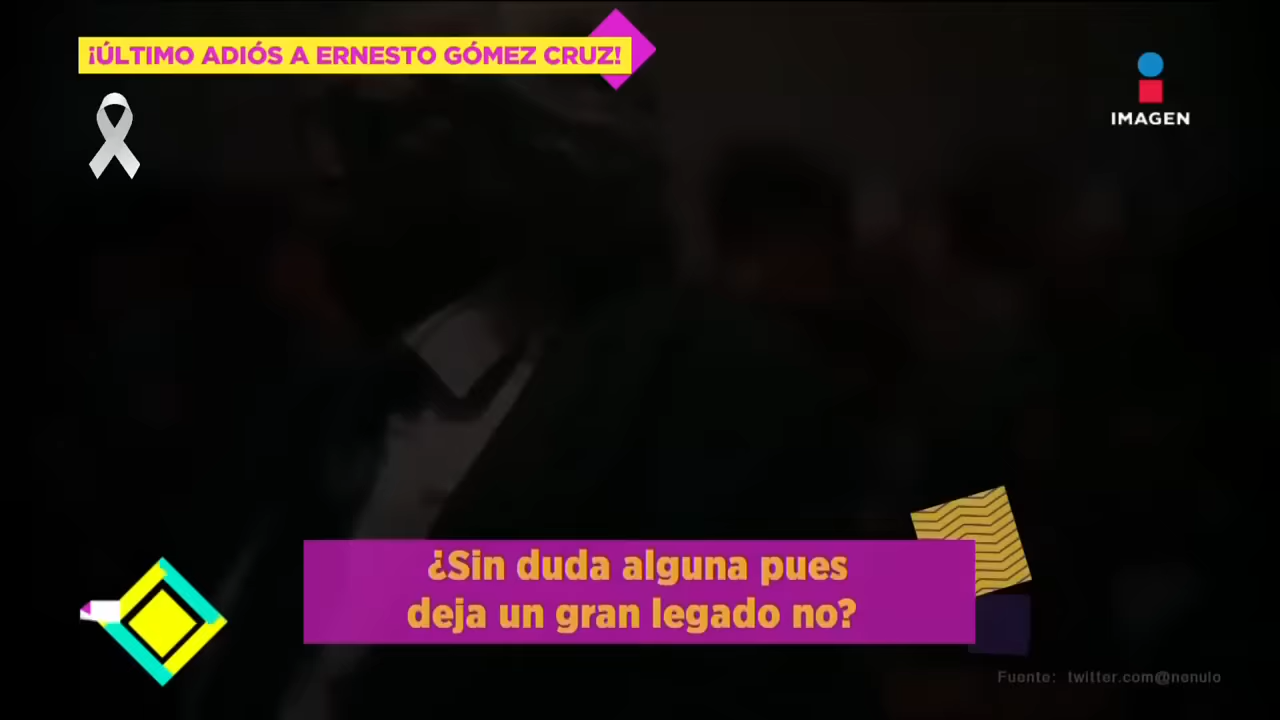 ¡ÚLTIMO ADIÓS A ERNESTO GÓMEZ CRUZ!
IMAGEN
¿Sin duda alguna pues
deja un gran legado no?
Fuente: twitter.com@nenulo